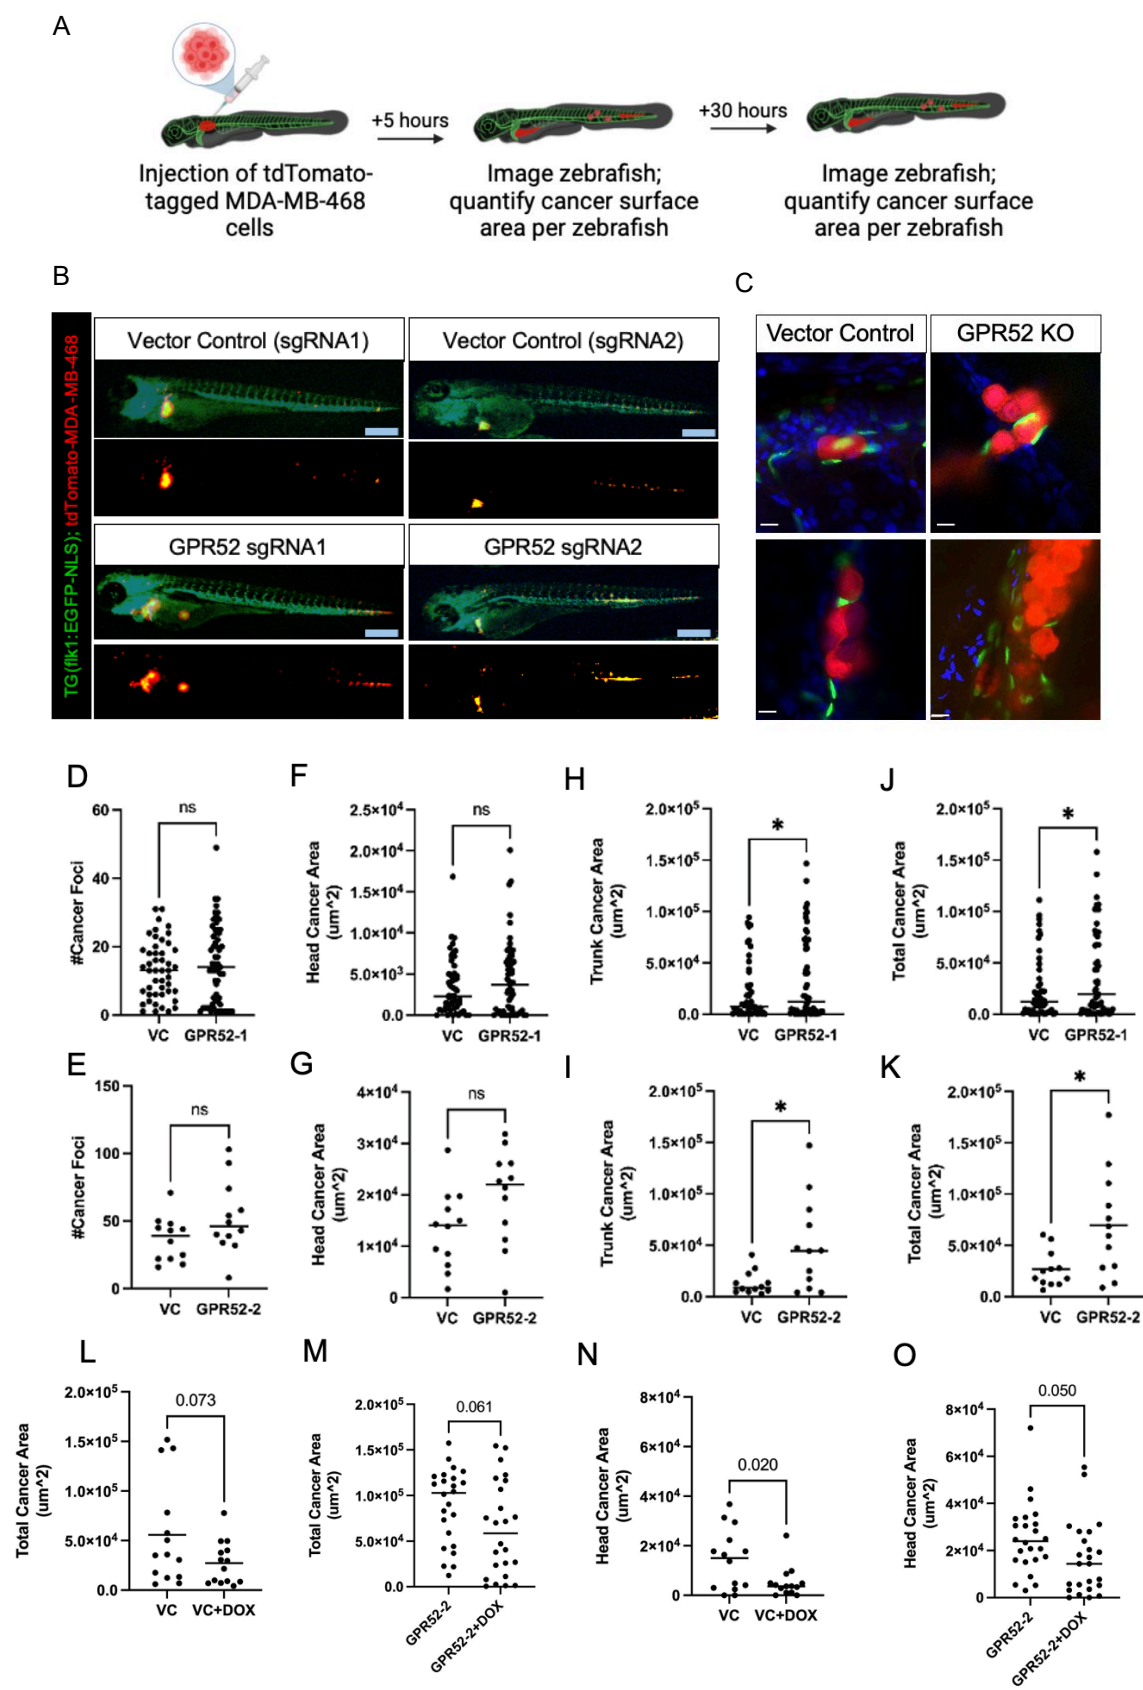 A
+5 hours
+30 hours
Injection of tdTomato-
tagged MDA-MB-468
cells
Image zebrafish;
quantify cancer surface
area per zebrafish
Image zebrafish;
quantify cancer surface
area per zebrafish
B
TG(flk1:EGFP-NLS); tdTomato-MDA-MB-468
Vector Control (sgRNA1)
Vector Control (sgRNA2)
GPR52 sgRNA1
GPR52 sgRNA2
C
Vector Control
GPR52 KO
D
#Cancer Foci
60
40
20
0
ns
VC
GPR52-1
F
Head Cancer Area
(um^2)
2.5×10⁴
2.0×10⁴
1.5×10⁴
1.0×10⁴
5.0×10³
0.0
ns
VC
GPR52-1
H
Trunk Cancer Area
(um^2)
2.0×10⁵
1.5×10⁵
1.0×10⁵
5.0×10⁴
0.0
*
VC
GPR52-1
J
Total Cancer Area
(um^2)
2.0×10⁵
1.5×10⁵
1.0×10⁵
5.0×10⁴
0.0
*
VC
GPR52-1
E
#Cancer Foci
150
100
50
0
ns
VC
GPR52-2
G
Head Cancer Area
(um^2)
4×10⁴
3×10⁴
2×10⁴
1×10⁴
0
ns
VC
GPR52-2
I
Trunk Cancer Area
(um^2)
2.0×10⁵
1.5×10⁵
1.0×10⁵
5.0×10⁴
0.0
*
VC
GPR52-2
K
Total Cancer Area
(um^2)
2.0×10⁵
1.5×10⁵
1.0×10⁵
5.0×10⁴
0.0
*
VC
GPR52-2
L
Total Cancer Area
(um^2)
2.0×10⁵
1.5×10⁵
1.0×10⁵
5.0×10⁴
0.0
0.073
VC
VC+DOX
M
Total Cancer Area
(um^2)
2.0×10⁵
1.5×10⁵
1.0×10⁵
5.0×10⁴
0.0
0.061
GPR52-2
GPR52-2+DOX
N
Head Cancer Area
(um^2)
8×10⁴
6×10⁴
4×10⁴
2×10⁴
0
0.020
VC
VC+DOX
O
Head Cancer Area
(um^2)
8×10⁴
6×10⁴
4×10⁴
2×10⁴
0
0.050
GPR52-2
GPR52-2+DOX